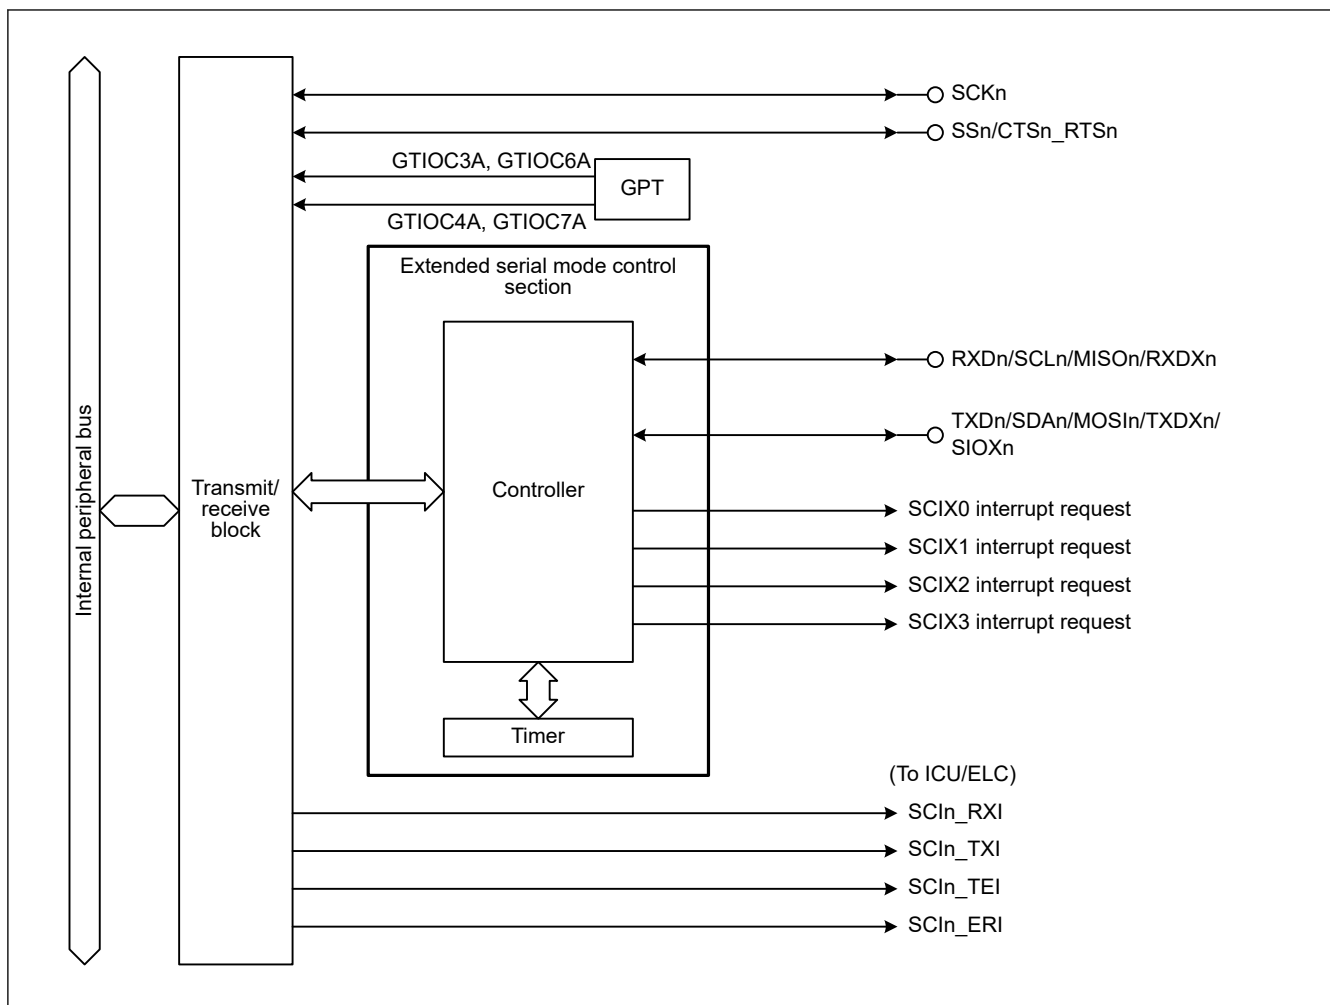 SCKn
SSn/CTSn_RTSn
GTIOC3A, GTIOC6A
GPT
GTIOC4A, GTIOC7A
Extended serial mode control
section
RXDn/SCLn/MISOn/RXDXn
TXDn/SDAn/MOSIn/TXDXn/
SIOXn
Internal peripheral bus
Transmit/
receive
block
Controller
SCIX0 interrupt request
SCIX1 interrupt request
SCIX2 interrupt request
SCIX3 interrupt request
Timer
(To ICU/ELC)
SCIn_RXI
SCIn_TXI
SCIn_TEI
SCIn_ERI